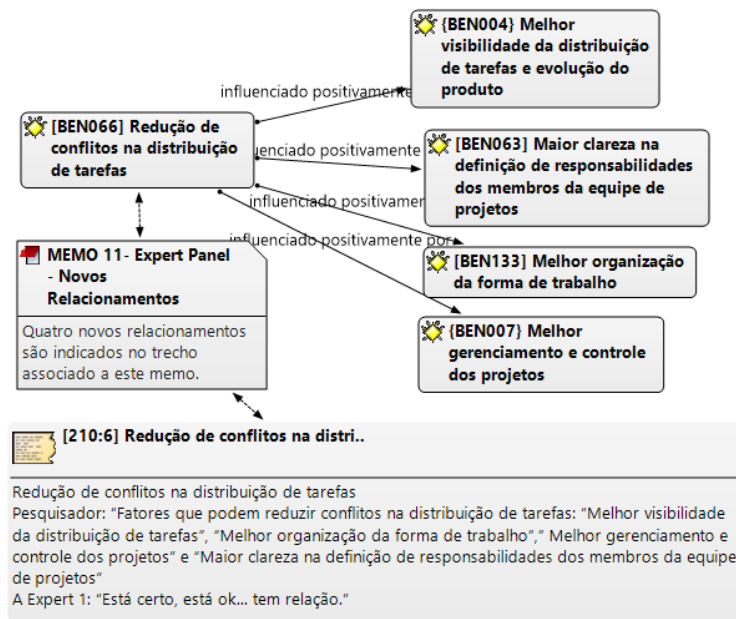 {BEN004} Melhor
visibilidade da distribuição
de tarefas e evolução do
produto
influenciado positivamente
[BEN066] Redução de
conflitos na distribuição
de tarefas
uenciado positivamente
[BEN063] Maior clareza na
definição de responsabilidades
dos membros da equipe de
projetos
influenciado positivamer
influenciado positivamente por
[BEN133] Melhor organização
da forma de trabalho
MEMO 11- Expert Panel
- Novos
Relacionamentos
Quatro novos relacionamentos
são indicados no trecho
associado a este memo.
{BEN007} Melhor
gerenciamento e controle
dos projetos
[210:6] Redução de conflitos na distri..
Redução de conflitos na distribuição de tarefas
Pesquisador: “Fatores que podem reduzir conflitos na distribuição de tarefas: “Melhor visibilidade
da distribuição de tarefas”, “Melhor organização da forma de trabalho”,” Melhor gerenciamento e
controle dos projetos” e “Maior clareza na definição de responsabilidades dos membros da equipe
de projetos”
A Expert 1: “Está certo, está ok... tem relação.”